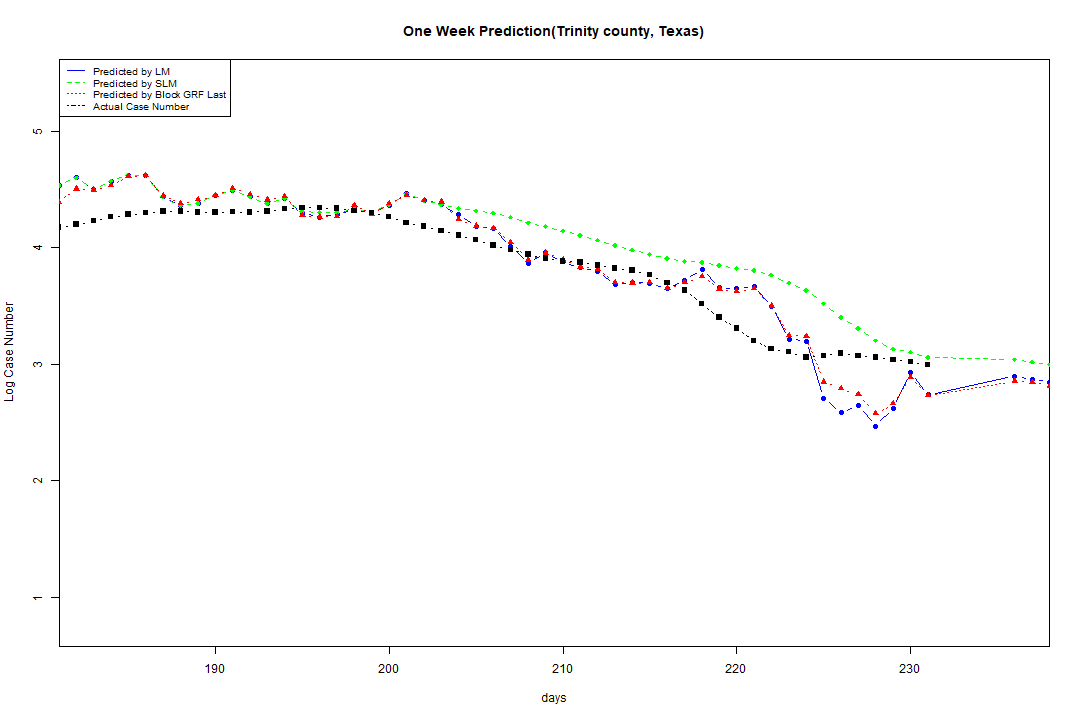 One Week Prediction(Trinity county, Texas)
Predicted by LM
Predicted by SLM
Predicted by Block GRF Last
Actual Case Number
5
4
3
2
1
Log Case Number
190 200 210 220 230
days